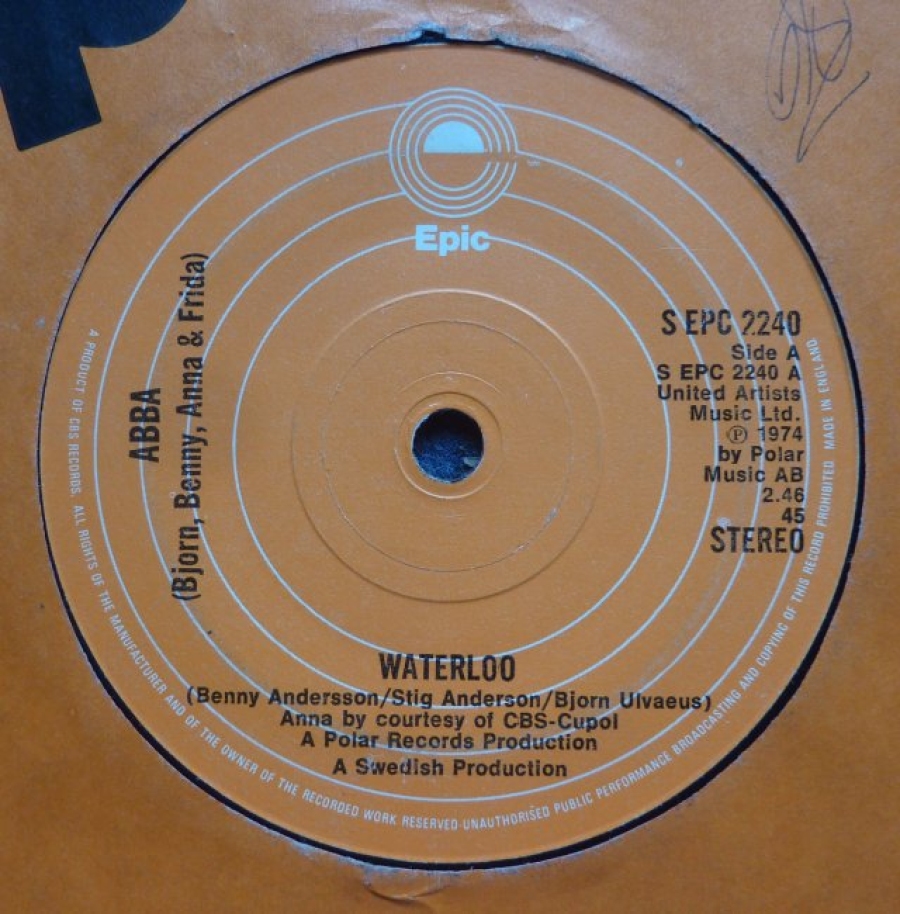 Epic
ABBA
(Bjorn, Benny, Anna & Frida)
S EPC 2240
Side A
S EPC 2240 A
United Artists
Music Ltd.
℗ 1974
by Polar
Music AB
2.46
45
STEREO
WATERLOO
(Benny Andersson/Stig Anderson/Bjorn Ulvaeus)
Anna by courtesy of CBS-Cupol
A Polar Records Production
A Swedish Production
A PRODUCT OF CBS RECORDS. ALL RIGHTS OF THE MANUFACTURER AND OF THE OWNER OF THE RECORDED WORK RESERVED·UNAUTHORISED PUBLIC PERFORMANCE BROADCASTING AND COPYING OF THIS RECORD PROHIBITED MADE IN ENGLAND